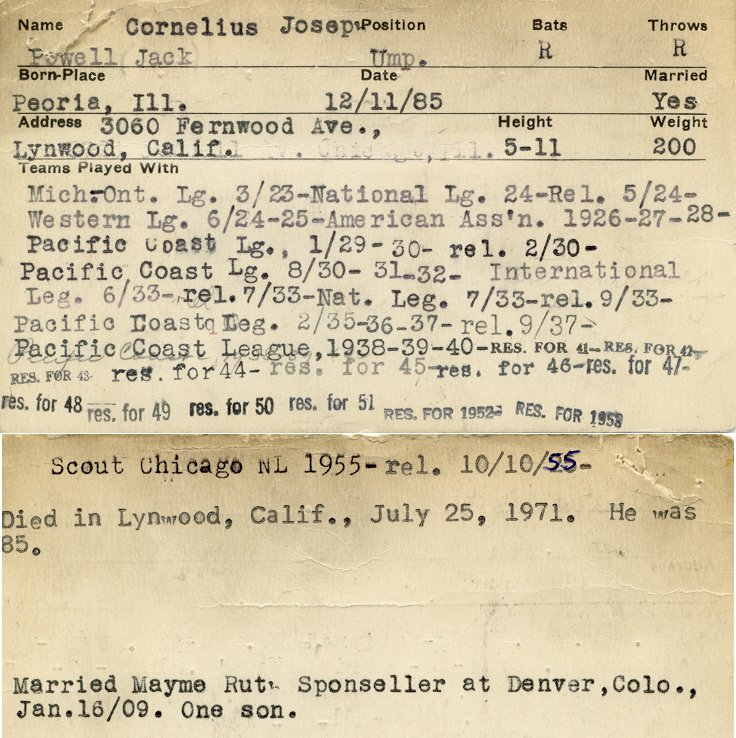 Name Cornelius Joseph Position Bats Throws
Powell Jack Ump. R R
Born-Place Date Married
Peoria, Ill. 12/11/85 Yes
Address 3060 Fernwood Ave., Height Weight
Lynwood, Calif. Chicago, Ill. 5-11 200
Teams Played With
Mich-Ont. Lg. 3/23-National Lg. 24-Rel. 5/24-
Western Lg. 6/24-25-American Ass'n. 1926-27-28-
Pacific Coast Lg., 1/29-30- rel. 2/30-
Pacific Coast Lg. 8/30- 31-32- International
Leg. 6/33-rel.7/33-Nat. Leg. 7/33-rel.9/33-
Pacific Coast Leg. 2/35-36-37-rel.9/37-
Pacific Coast League,1938-39-40-RES. FOR 41-RES. FOR 42-
RES. FOR 43- res. for 44- res. for 45-res. for 46-res. for 47-
res. for 48 res. for 49 res. for 50 res. for 51 RES. FOR 1952- RES. FOR 1953
Scout Chicago NL 1955-rel. 10/10/55-
Died in Lynwood, Calif., July 25, 1971. He was
85.
Married Mayme Ruth Sponseller at Denver,Colo.,
Jan.16/09. One son.